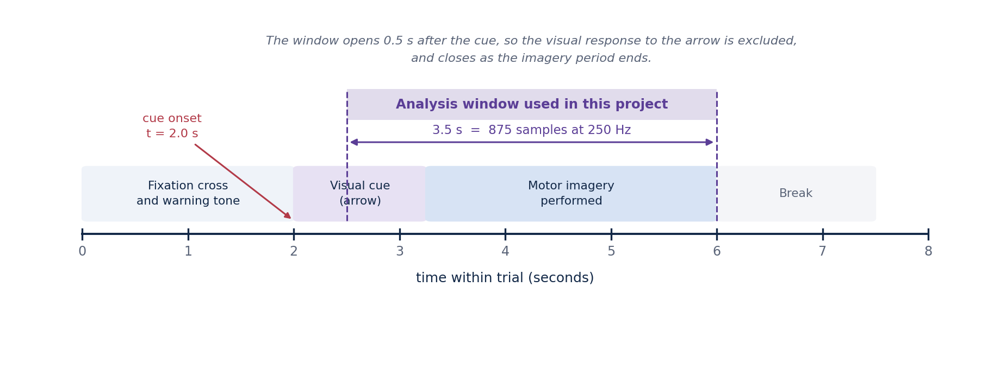 The window opens 0.5 s after the cue, so the visual response to the arrow is excluded,
and closes as the imagery period ends.
Analysis window used in this project
cue onset
t = 2.0 s
3.5 s = 875 samples at 250 Hz
Fixation cross
and warning tone
Visual cue
(arrow)
Motor imagery
performed
Break
0 1 2 3 4 5 6 7 8
time within trial (seconds)